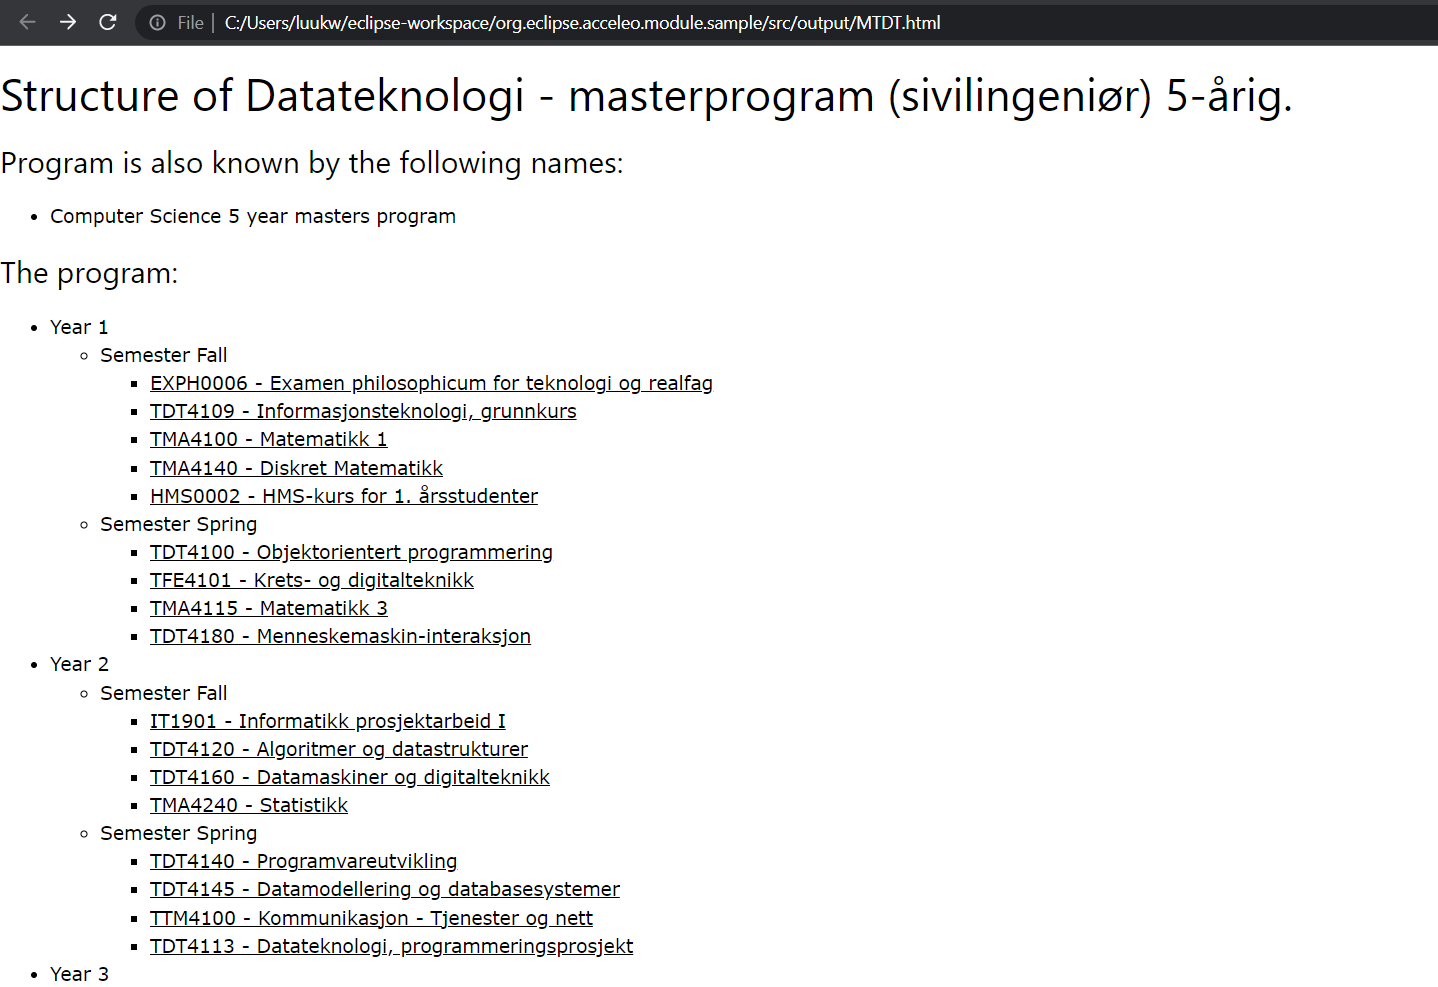 File | C:/Users/luukw/eclipse-workspace/org.eclipse.acceleo.module.sample/src/output/MTDT.html
Structure of Datateknologi - masterprogram (sivilingeniør) 5-årig.
Program is also known by the following names:
• Computer Science 5 year masters program
The program:
• Year 1
◦ Semester Fall
▪ EXPH0006 - Examen philosophicum for teknologi og realfag
▪ TDT4109 - Informasjonsteknologi, grunnkurs
▪ TMA4100 - Matematikk 1
▪ TMA4140 - Diskret Matematikk
▪ HMS0002 - HMS-kurs for 1. årsstudenter
◦ Semester Spring
▪ TDT4100 - Objektorientert programmering
▪ TFE4101 - Krets- og digitalteknikk
▪ TMA4115 - Matematikk 3
▪ TDT4180 - Menneskemaskin-interaksjon
• Year 2
◦ Semester Fall
▪ IT1901 - Informatikk prosjektarbeid I
▪ TDT4120 - Algoritmer og datastrukturer
▪ TDT4160 - Datamaskiner og digitalteknikk
▪ TMA4240 - Statistikk
◦ Semester Spring
▪ TDT4140 - Programvareutvikling
▪ TDT4145 - Datamodellering og databasesystemer
▪ TTM4100 - Kommunikasjon - Tjenester og nett
▪ TDT4113 - Datateknologi, programmeringsprosjekt
• Year 3